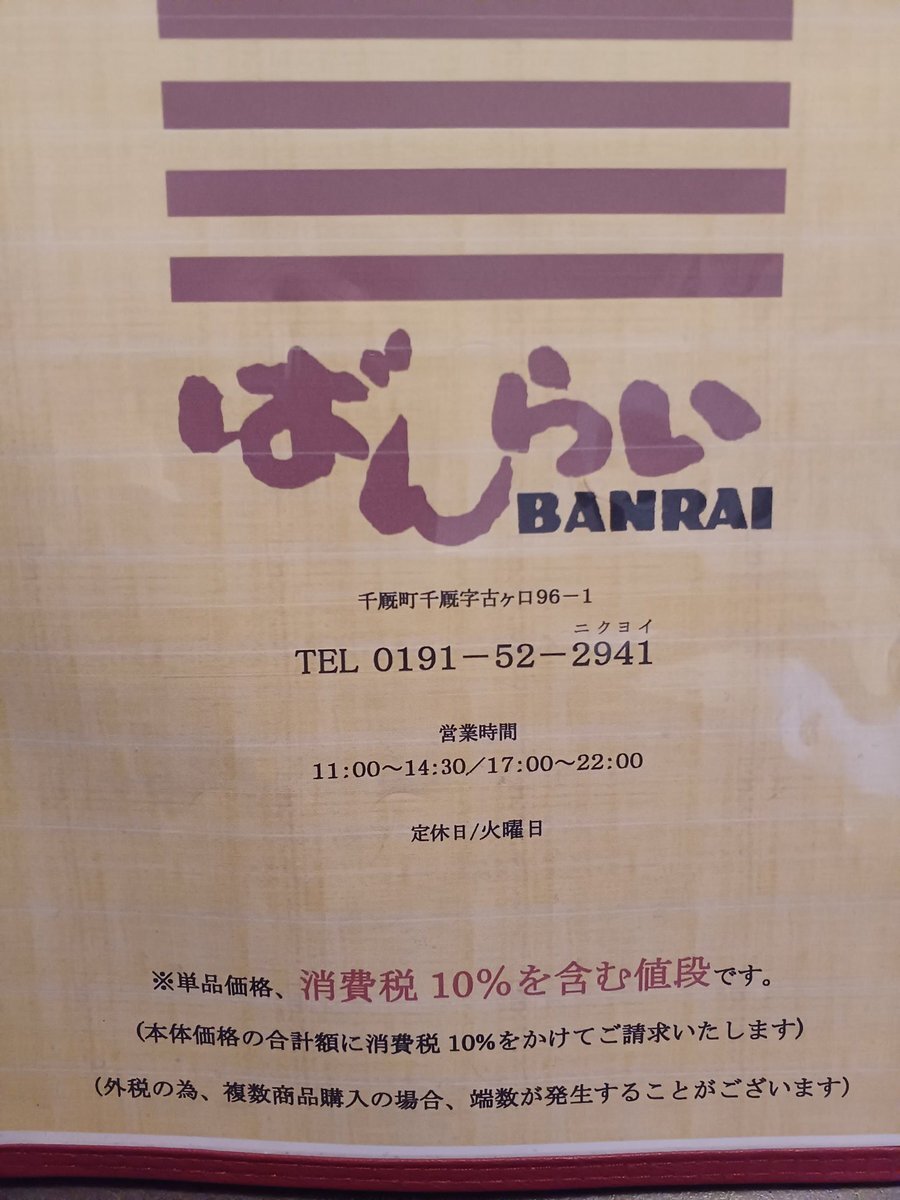 ばんらい
BANRAI
千厩町千厩字古ヶ口96−1
ニクヨイ
TEL 0191−52−2941
営業時間
11:00〜14:30／17:00〜22:00
定休日/火曜日
※単品価格、消費税 10%を含む値段です。
(本体価格の合計額に消費税 10%をかけてご請求いたします)
(外税の為、複数商品購入の場合、端数が発生することがございます)